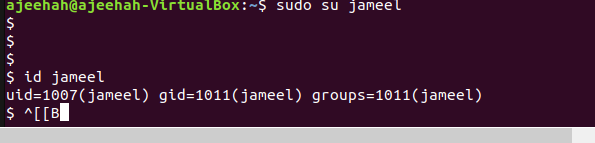 ajeehah@ajeehah-VirtualBox:~$ sudo su jameel
$
$
$
$ id jameel
uid=1007(jameel) gid=1011(jameel) groups=1011(jameel)
$ ^[[B